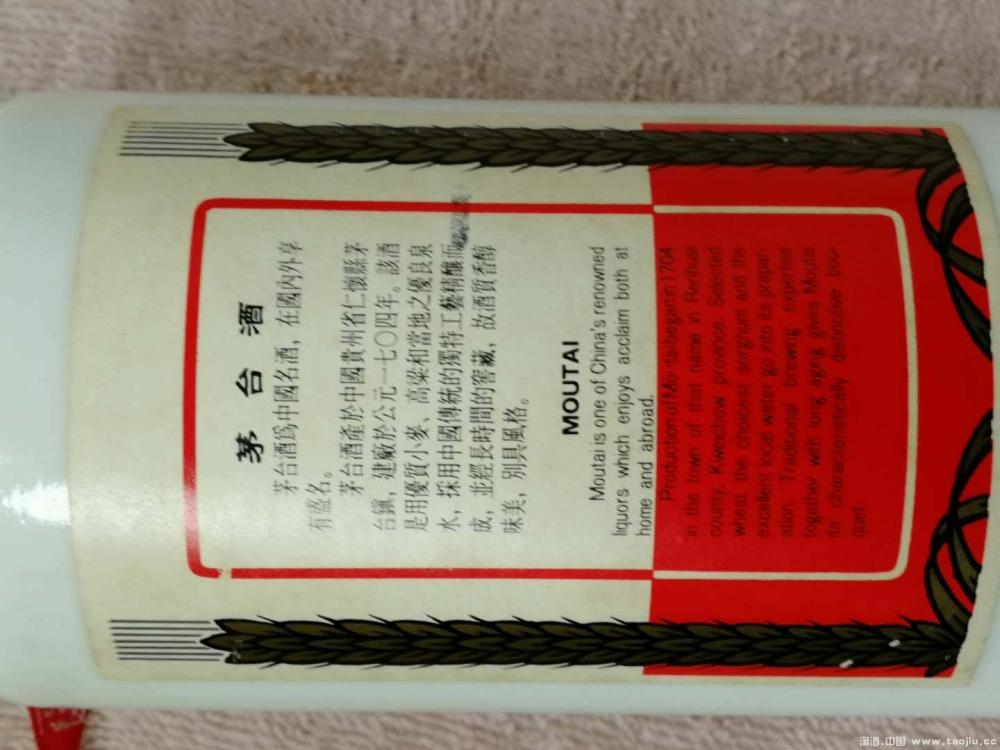 茅台酒
茅台酒爲中國名酒，在國内外享
有盛名。
茅台酒產於中國貴州省仁懷縣茅
台鎮，建廠於公元一七〇四年。該酒
是用優質小麥、高粱和當地之優良泉
水，採用中國傳統的獨特工藝精釀而
成，並經長時間的窖藏，故酒質香醇
味美，别具風格。
MOUTAI
Moutai is one of China's renowned
liquors which enjoys acclaim both at
home and abroad.
Production of Moutai began in 1704
in the town of that name in Renhuai
county, Kweichow province. Selected
wheat, the choicest sorghum and the
excellent local water go into its prepar-
ation. Traditional brewing expertise
together with long aging gives Moutai
its characteristically distinctive bou-
quet.
淘酒.中国 www.taojiu.cc